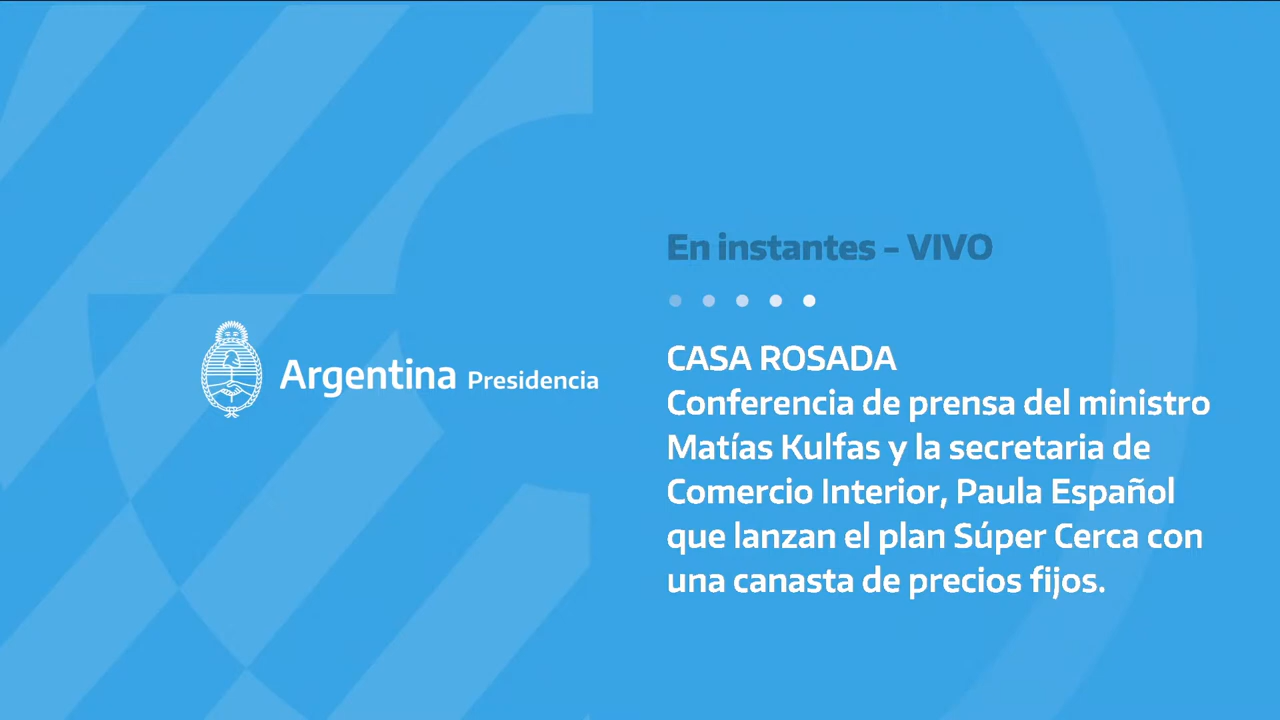 Argentina Presidencia
En instantes – VIVO
CASA ROSADA
Conferencia de prensa del ministro
Matías Kulfas y la secretaria de
Comercio Interior, Paula Español
que lanzan el plan Súper Cerca con
una canasta de precios fijos.